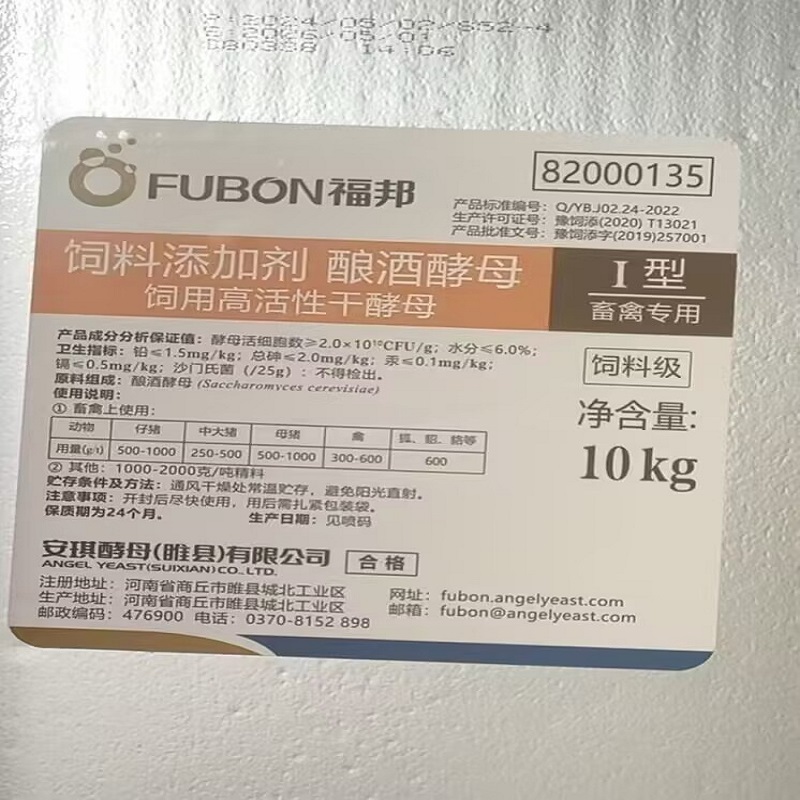 2024/05/02/S52-4
2026/05/01
14:06
FUBON福邦
82000135
产品标准编号：Q/YBJ02.24-2022
生产许可证号：豫饲添(2020) T13021
产品批准文号：豫饲添字(2019)257001
饲料添加剂 酿酒酵母
饲用高活性干酵母
I 型
畜禽专用
产品成分分析保证值：酵母活细胞数≥2.0×10¹⁰CFU/g；水分≤6.0%；
卫生指标：铅≤1.5mg/kg；总砷≤2.0mg/kg；汞≤0.1mg/kg；
镉≤0.5mg/kg；沙门氏菌（/25g）：不得检出。
原料组成：酿酒酵母 (Saccharomyces cerevisiae)
使用说明：
① 畜禽上使用：
动物 仔猪 中大猪 母猪 禽 狐、貂、貉等
用量(g/t) 500-1000 250-500 500-1000 300-600 600
② 其他：1000-2000克/吨精料
贮存条件及方法：通风干燥处常温贮存，避免阳光直射。
注意事项：开封后尽快使用，用后需扎紧包装袋。
保质期为24个月。 生产日期：见喷码
饲料级
净含量:
10 kg
安琪酵母(睢县)有限公司 合格
ANGEL YEAST(SUIXIAN)CO.,LTD.
注册地址：河南省商丘市睢县城北工业区
生产地址：河南省商丘市睢县城北工业区
邮政编码：476900 电话：0370-8152 898
网址：fubon.angelyeast.com
邮箱：fubon@angelyeast.com